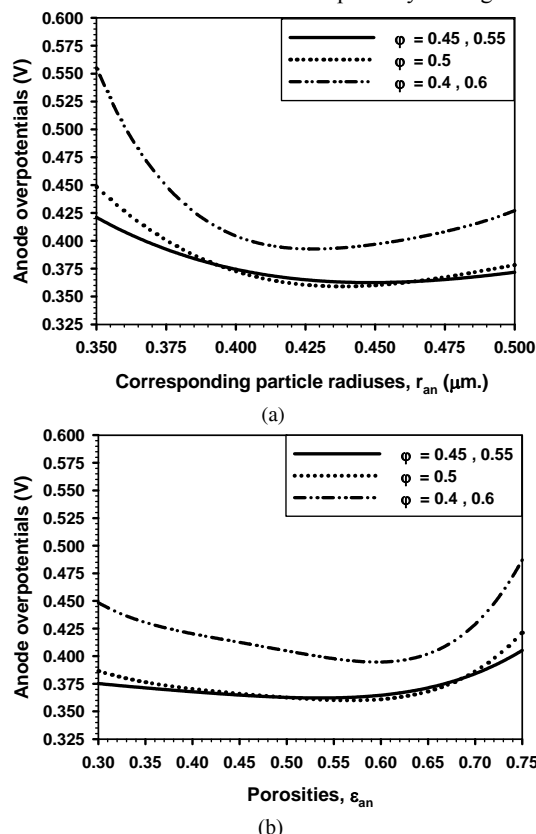 0.600
0.575
0.550
0.525
0.500
0.475
0.450
0.425
0.400
0.375
0.350
0.325
Anode overpotentials (V)
φ = 0.45 , 0.55
φ = 0.5
φ = 0.4 , 0.6
0.350 0.375 0.400 0.425 0.450 0.475 0.500
Corresponding particle radiuses, r_an (μm.)
(a)
0.600
0.575
0.550
0.525
0.500
0.475
0.450
0.425
0.400
0.375
0.350
0.325
Anode overpotentials (V)
φ = 0.45 , 0.55
φ = 0.5
φ = 0.4 , 0.6
0.30 0.35 0.40 0.45 0.50 0.55 0.60 0.65 0.70 0.75
Porosities, ε_an
(b)